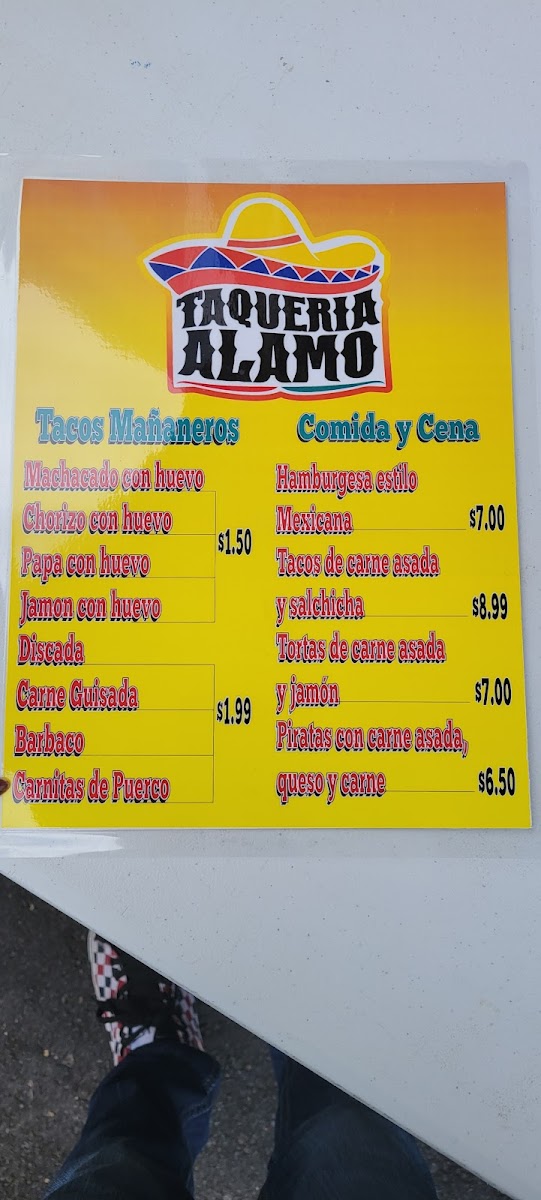 TAQUERIA
ALAMO
Tacos Mañaneros
Machacado con huevo
Chorizo con huevo
$1.50
Papa con huevo
Jamon con huevo
Discada
Carne Guisada
$1.99
Barbaco
Carnitas de Puerco
Comida y Cena
Hamburgesa estilo
Mexicana $7.00
Tacos de carne asada
y salchicha $8.99
Tortas de carne asada
y jamón $7.00
Piratas con carne asada,
queso y carne $6.50